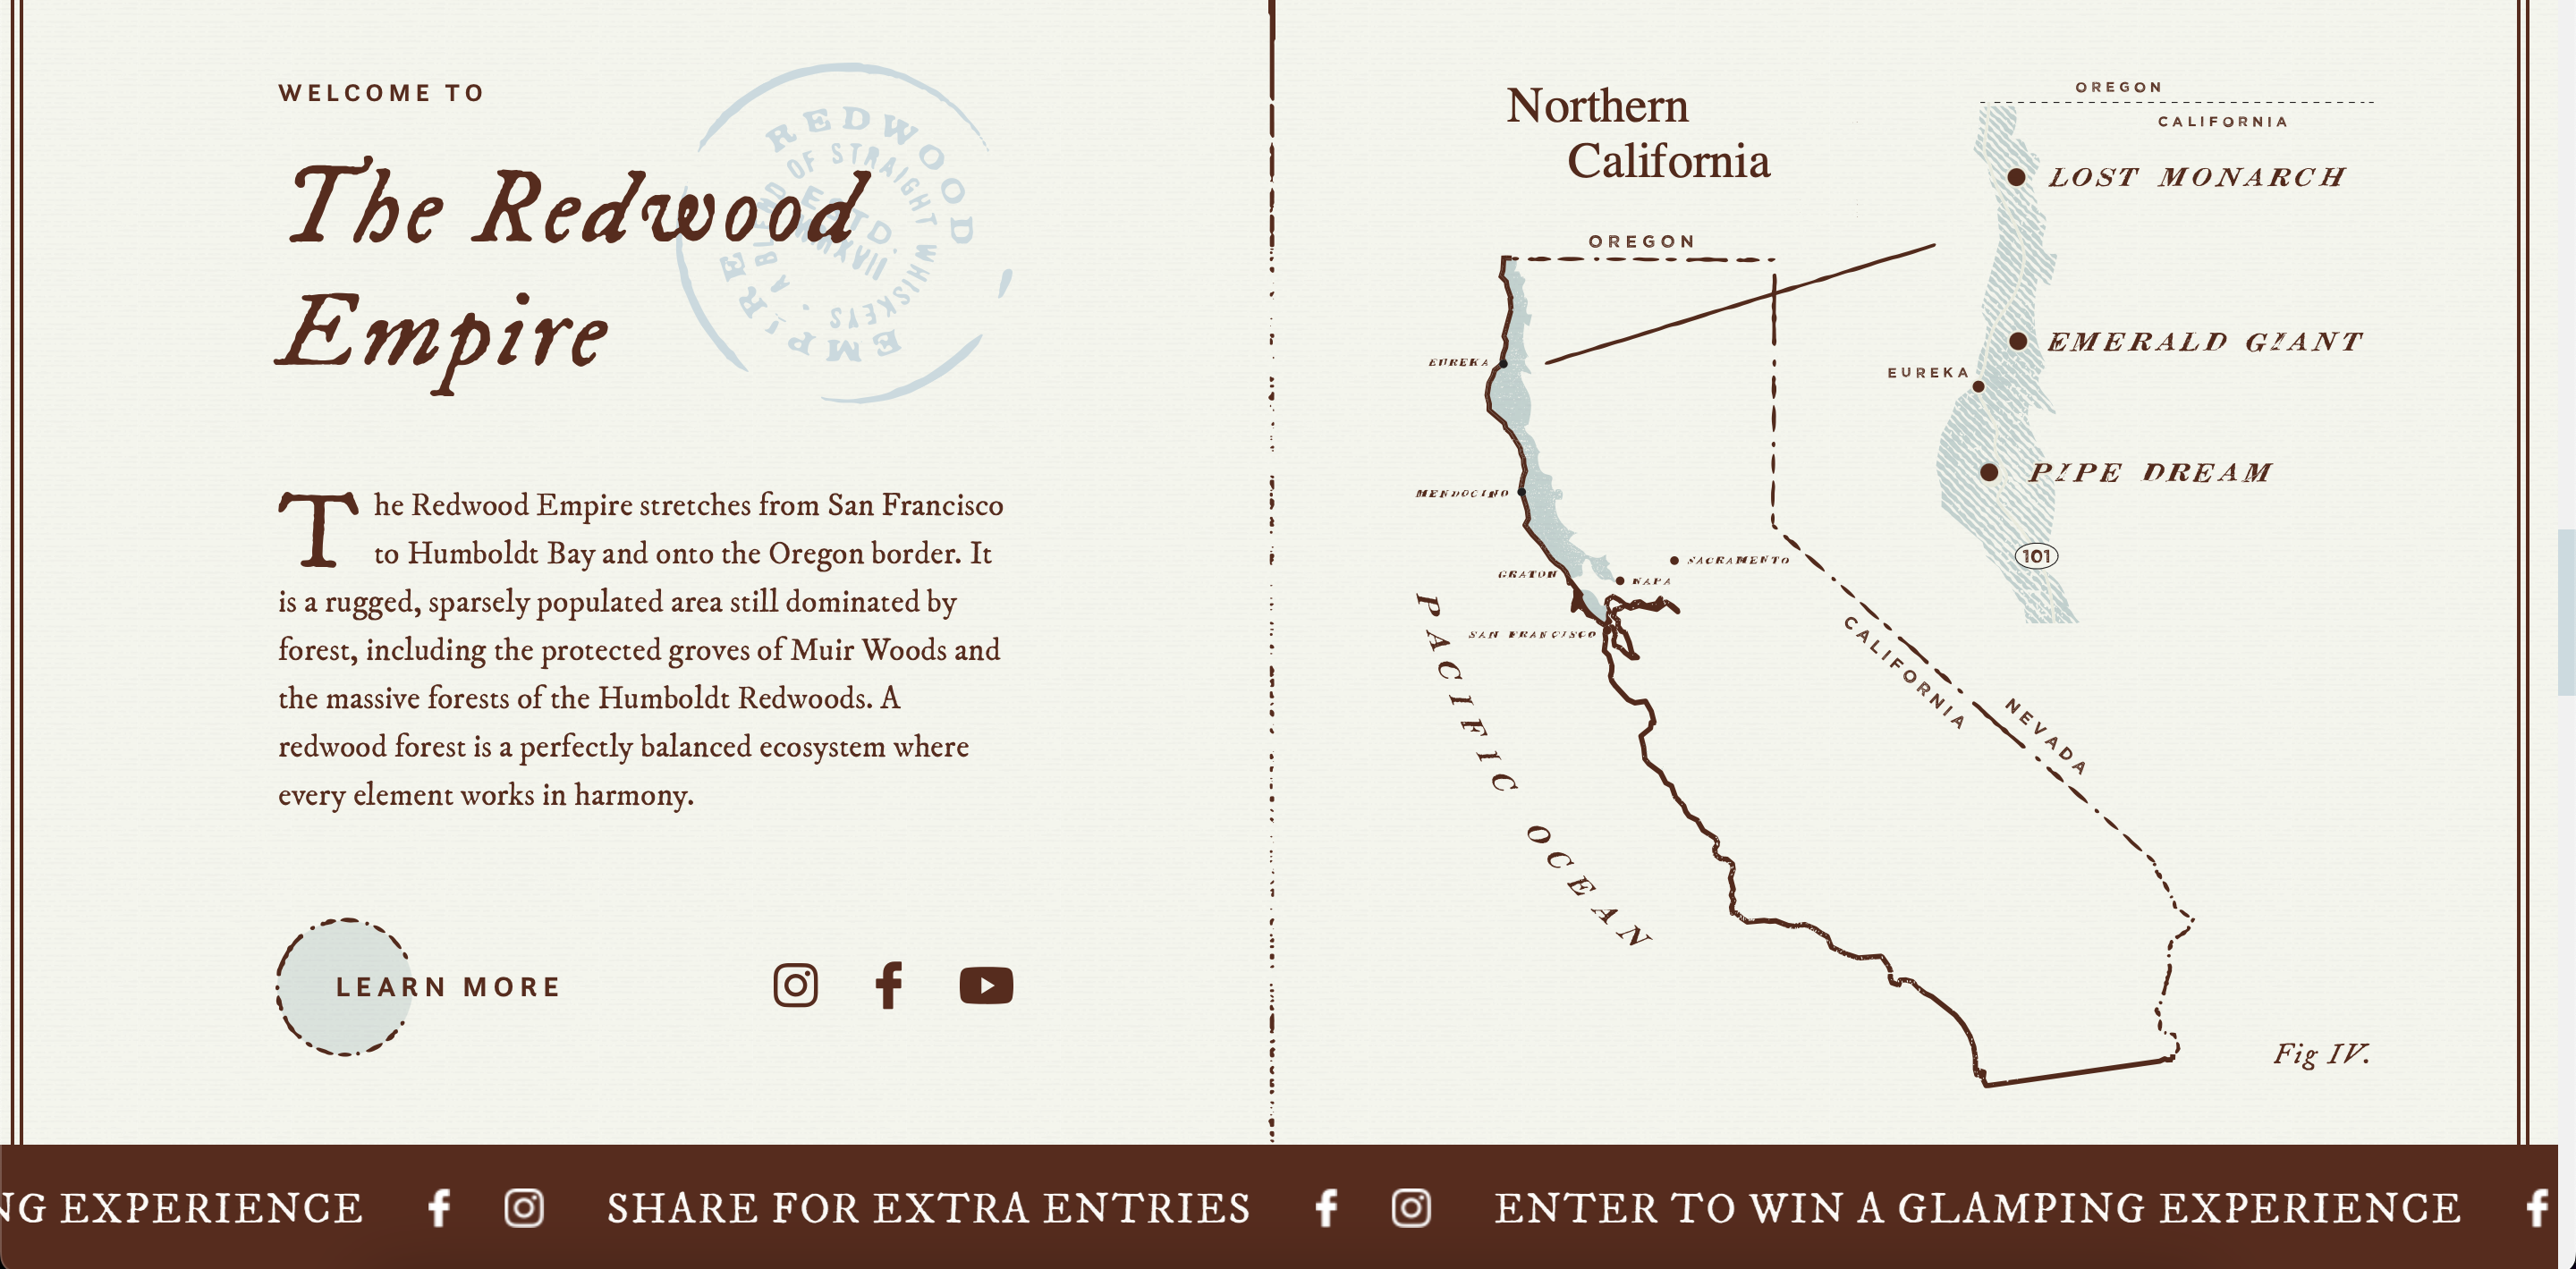 WELCOME TO
The Redwood
Empire
REDWOOD EMPIRE
A BLEND OF STRAIGHT WHISKEYS
ESTD.
The Redwood Empire stretches from San Francisco
to Humboldt Bay and onto the Oregon border. It
is a rugged, sparsely populated area still dominated by
forest, including the protected groves of Muir Woods and
the massive forests of the Humboldt Redwoods. A
redwood forest is a perfectly balanced ecosystem where
every element works in harmony.
LEARN MORE
Northern
California
OREGON
EUREKA
MENDOCINO
SACRAMENTO
GRATON
NAPA
SAN FRANCISCO
PACIFIC OCEAN
CALIFORNIA
NEVADA
OREGON
CALIFORNIA
LOST MONARCH
EMERALD GIANT
EUREKA
PIPE DREAM
101
Fig IV.
NG EXPERIENCE SHARE FOR EXTRA ENTRIES ENTER TO WIN A GLAMPING EXPERIENCE